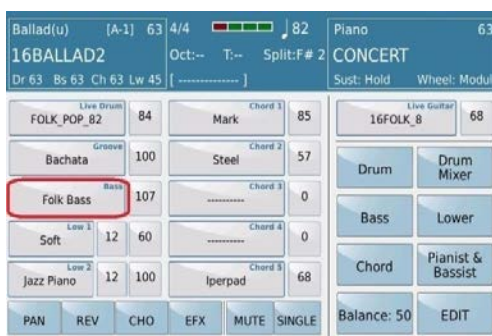 Ballad(u) [A-1] 63 4/4 82 Piano 63
16BALLAD2 Oct:-- T:-- Split:F# 2 CONCERT
Dr 63 Bs 63 Ch 63 Lw 45 [ -------------- ] Sust: Hold Wheel: Modul
Live Drum Chord 1 Live Guitar
FOLK_POP_82 84 Mark 85 16FOLK_8 68
Groove Chord 2
Bachata 100 Steel 57 Drum Drum Mixer
Bass Chord 3
Folk Bass 107 ---------- 0 Bass Lower
Low 1 Chord 4
Soft 12 60 ---------- 0 Chord Pianist & Bassist
Low 2 Chord 5
Jazz Piano 12 100 Iperpad 68
PAN REV CHO EFX MUTE SINGLE Balance: 50 EDIT